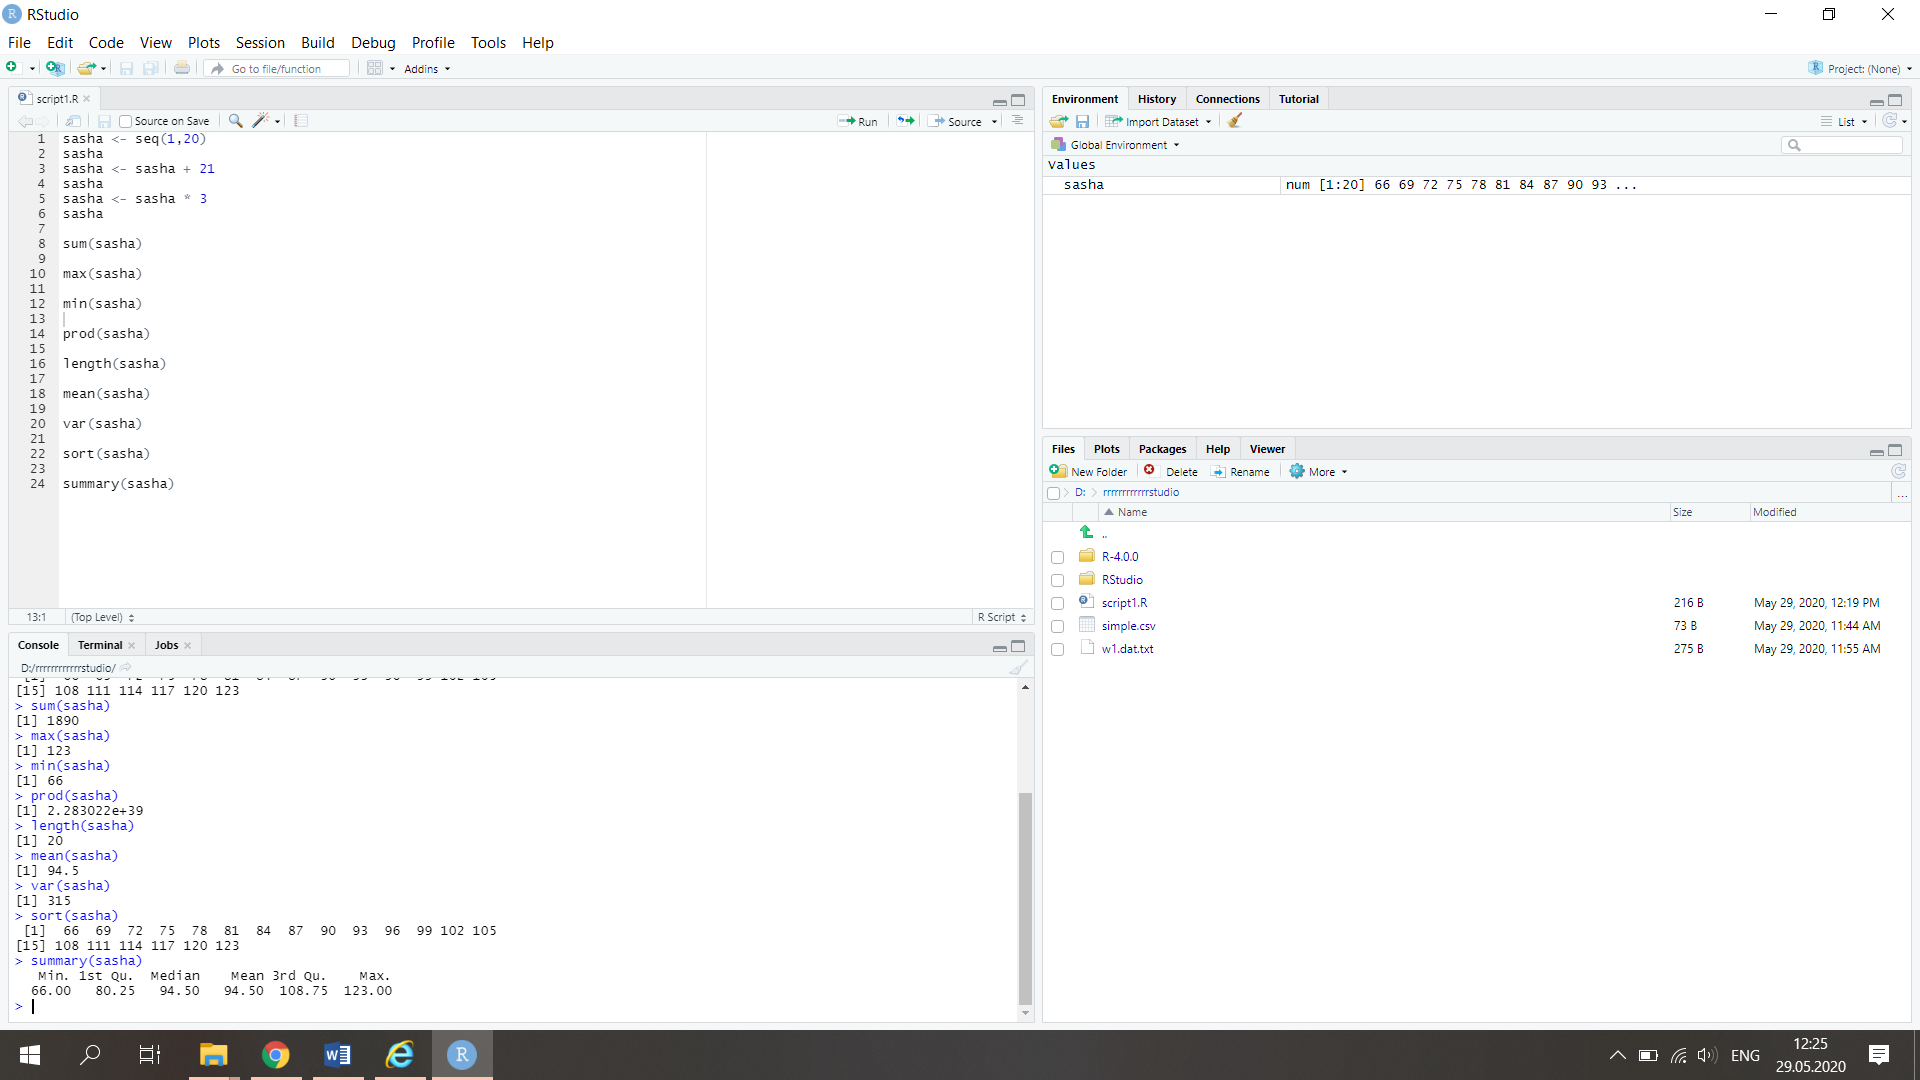 RStudio
File Edit Code View Plots Session Build Debug Profile Tools Help
Go to file/function Addins Project: (None)
script1.R
Source on Save Run Source
1 sasha <- seq(1,20)
2 sasha
3 sasha <- sasha + 21
4 sasha
5 sasha <- sasha * 3
6 sasha
7
8 sum(sasha)
9
10 max(sasha)
11
12 min(sasha)
13
14 prod(sasha)
15
16 length(sasha)
17
18 mean(sasha)
19
20 var(sasha)
21
22 sort(sasha)
23
24 summary(sasha)
13:1 (Top Level) R Script
Console Terminal Jobs
D:/rrrrrrrrrrrrstudio/
[15] 108 111 114 117 120 123
> sum(sasha)
[1] 1890
> max(sasha)
[1] 123
> min(sasha)
[1] 66
> prod(sasha)
[1] 2.283022e+39
> length(sasha)
[1] 20
> mean(sasha)
[1] 94.5
> var(sasha)
[1] 315
> sort(sasha)
[1] 66 69 72 75 78 81 84 87 90 93 96 99 102 105
[15] 108 111 114 117 120 123
> summary(sasha)
Min. 1st Qu. Median Mean 3rd Qu. Max.
66.00 80.25 94.50 94.50 108.75 123.00
>
Environment History Connections Tutorial
Import Dataset List
Global Environment
Values
sasha num [1:20] 66 69 72 75 78 81 84 87 90 93 ...
Files Plots Packages Help Viewer
New Folder Delete Rename More
D: rrrrrrrrrrrrstudio ...
Name Size Modified
..
R-4.0.0
RStudio
script1.R 216 B May 29, 2020, 12:19 PM
simple.csv 73 B May 29, 2020, 11:44 AM
w1.dat.txt 275 B May 29, 2020, 11:55 AM
ENG 12:25
29.05.2020